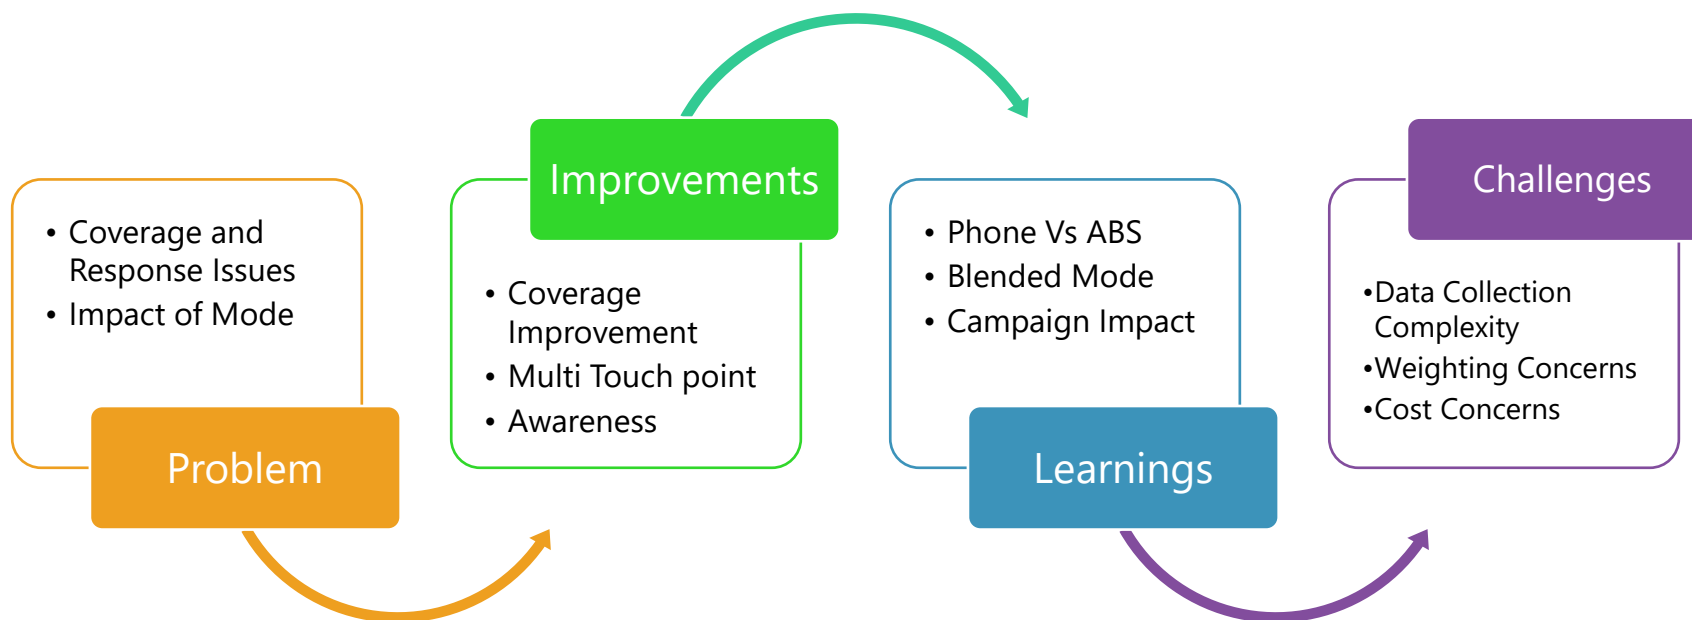 • Coverage and
Response Issues
• Impact of Mode
Problem
Improvements
• Coverage
Improvement
• Multi Touch point
• Awareness
• Phone Vs ABS
• Blended Mode
• Campaign Impact
Learnings
Challenges
•Data Collection
Complexity
•Weighting Concerns
•Cost Concerns